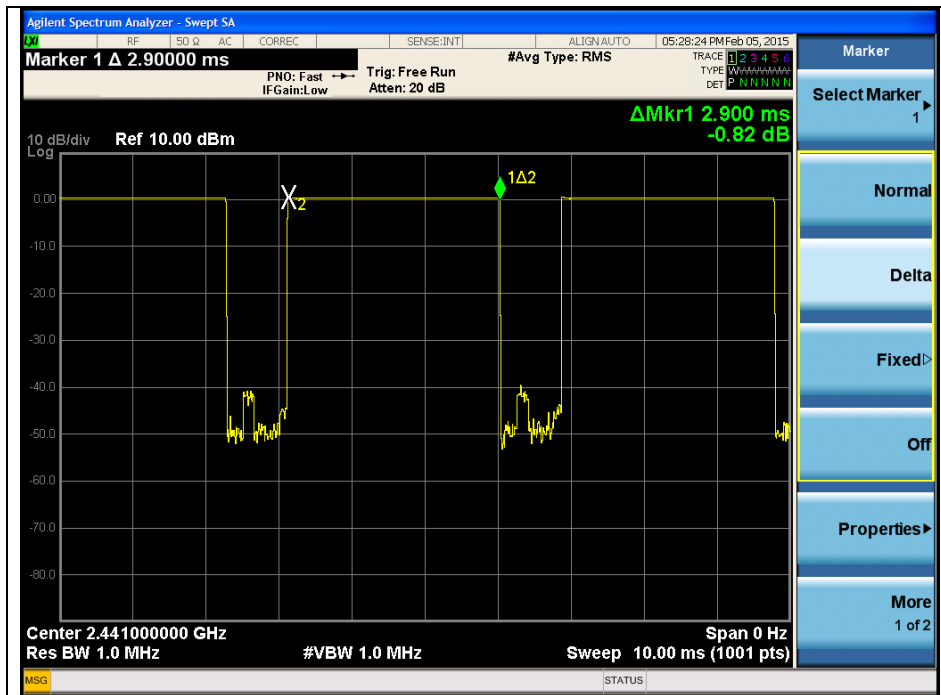 Agilent Spectrum Analyzer - Swept SA
LXI RF 50 Ω AC CORREC SENSE:INT ALIGN AUTO 05:28:24 PM Feb 05, 2015
Marker 1 Δ 2.90000 ms
PNO: Fast
IFGain:Low
Trig: Free Run
Atten: 20 dB
#Avg Type: RMS
TRACE 1 2 3 4 5 6
TYPE
DET P N N N N N
Marker
Select Marker
1
ΔMkr1 2.900 ms
-0.82 dB
10 dB/div Ref 10.00 dBm
Log
1Δ2
X2
0.00
-10.0
-20.0
-30.0
-40.0
-50.0
-60.0
-70.0
-80.0
Normal
Delta
Fixed
Off
Properties
More
1 of 2
Center 2.441000000 GHz Span 0 Hz
Res BW 1.0 MHz #VBW 1.0 MHz Sweep 10.00 ms (1001 pts)
MSG STATUS